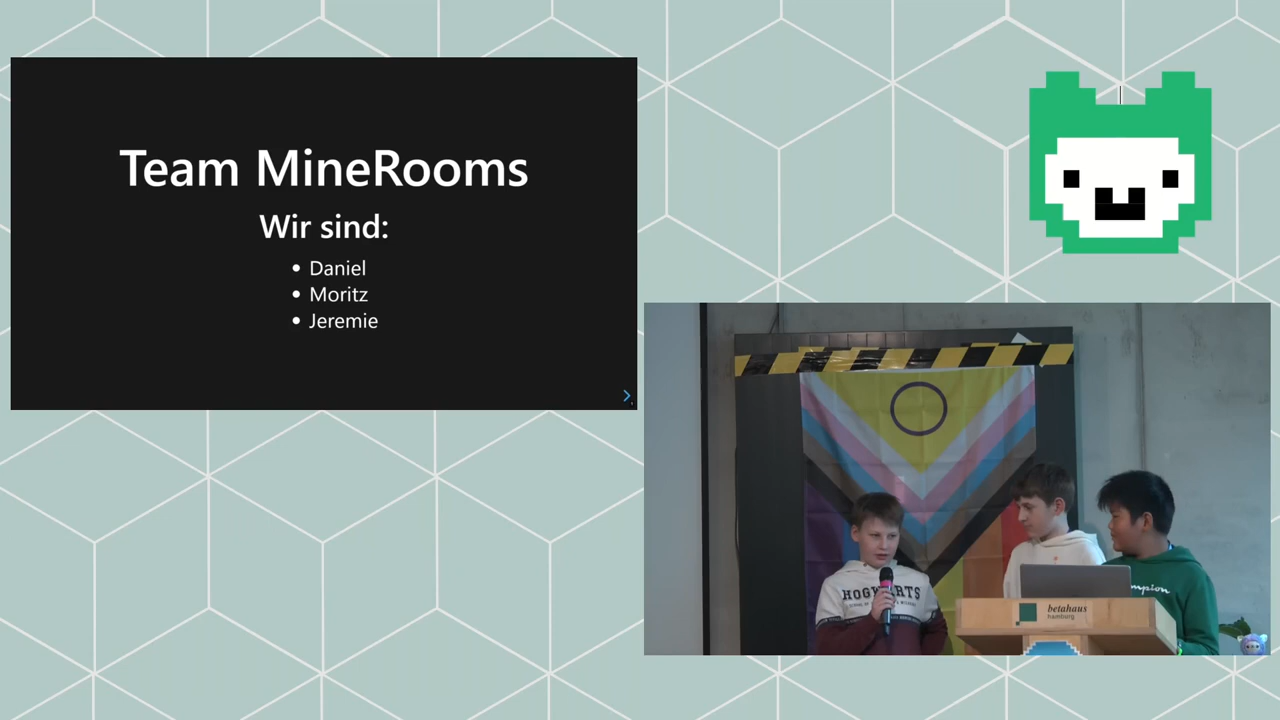 Team MineRooms
Wir sind:
Daniel
Moritz
Jeremie
HOGWARTS
betahaus
hamburg